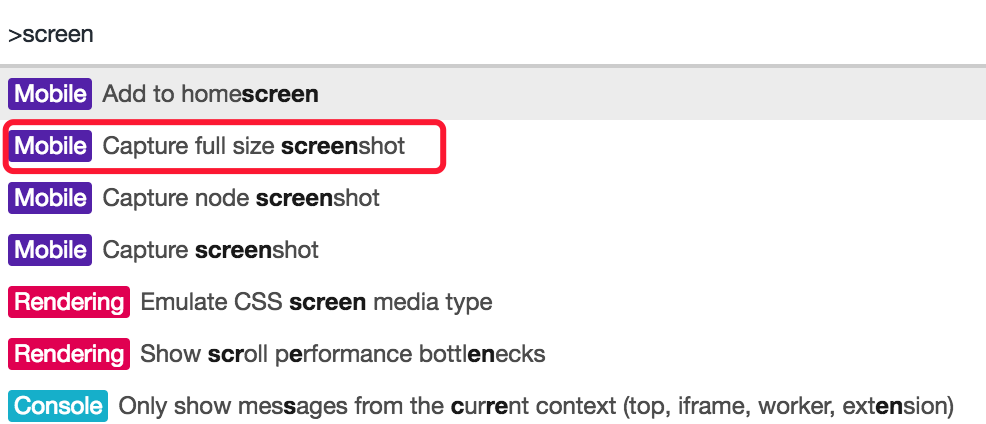 >screen
Mobile Add to homescreen
Mobile Capture full size screenshot
Mobile Capture node screenshot
Mobile Capture screenshot
Rendering Emulate CSS screen media type
Rendering Show scroll performance bottlenecks
Console Only show messages from the current context (top, iframe, worker, extension)